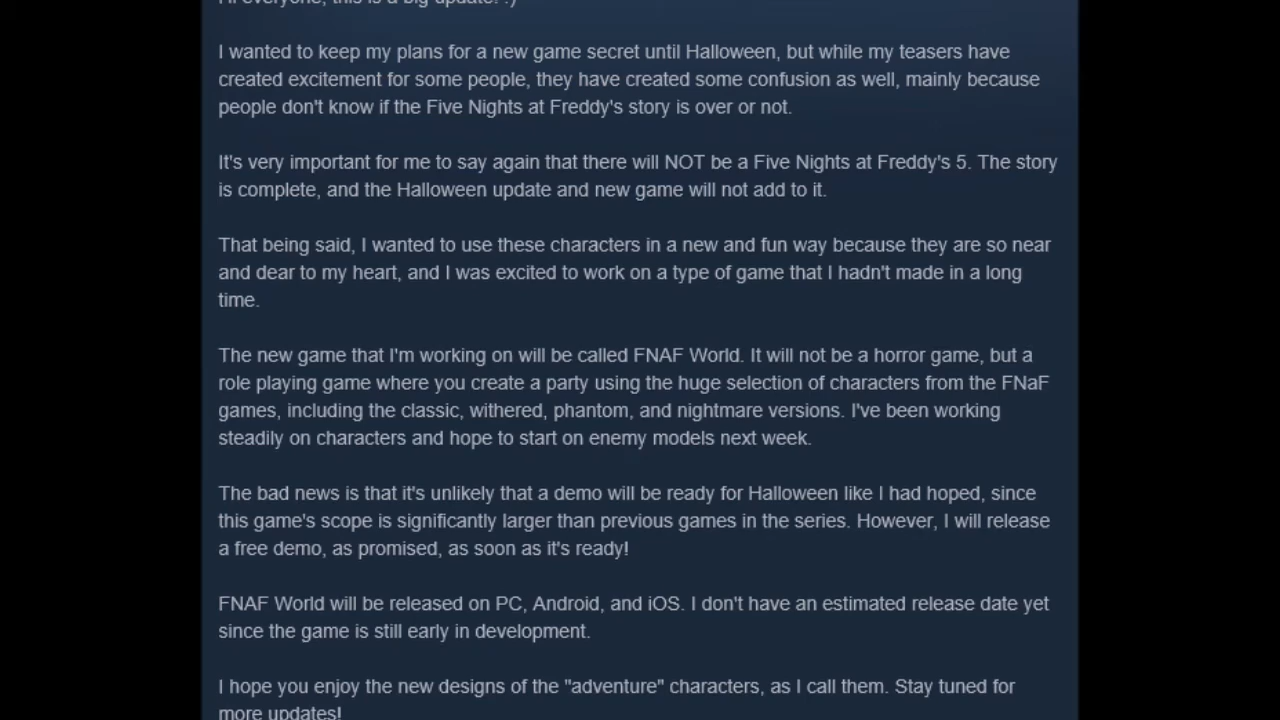 Hi everyone, this is a big update! :)
I wanted to keep my plans for a new game secret until Halloween, but while my teasers have
created excitement for some people, they have created some confusion as well, mainly because
people don't know if the Five Nights at Freddy's story is over or not.
It's very important for me to say again that there will NOT be a Five Nights at Freddy's 5. The story
is complete, and the Halloween update and new game will not add to it.
That being said, I wanted to use these characters in a new and fun way because they are so near
and dear to my heart, and I was excited to work on a type of game that I hadn't made in a long
time.
The new game that I'm working on will be called FNAF World. It will not be a horror game, but a
role playing game where you create a party using the huge selection of characters from the FNaF
games, including the classic, withered, phantom, and nightmare versions. I've been working
steadily on characters and hope to start on enemy models next week.
The bad news is that it's unlikely that a demo will be ready for Halloween like I had hoped, since
this game's scope is significantly larger than previous games in the series. However, I will release
a free demo, as promised, as soon as it's ready!
FNAF World will be released on PC, Android, and iOS. I don't have an estimated release date yet
since the game is still early in development.
I hope you enjoy the new designs of the "adventure" characters, as I call them. Stay tuned for
more updates!